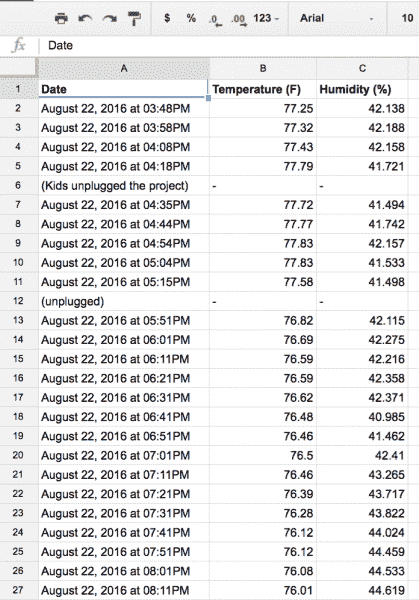 $ % .0 .00 123 Arial 10
fx Date
A B C
1 Date Temperature (F) Humidity (%)
2 August 22, 2016 at 03:48PM 77.25 42.138
3 August 22, 2016 at 03:58PM 77.32 42.188
4 August 22, 2016 at 04:08PM 77.43 42.158
5 August 22, 2016 at 04:18PM 77.79 41.721
6 (Kids unplugged the project) - -
7 August 22, 2016 at 04:35PM 77.72 41.494
8 August 22, 2016 at 04:44PM 77.77 41.742
9 August 22, 2016 at 04:54PM 77.83 42.157
10 August 22, 2016 at 05:04PM 77.83 41.533
11 August 22, 2016 at 05:15PM 77.58 41.498
12 (unplugged) - -
13 August 22, 2016 at 05:51PM 76.82 42.115
14 August 22, 2016 at 06:01PM 76.69 42.275
15 August 22, 2016 at 06:11PM 76.59 42.216
16 August 22, 2016 at 06:21PM 76.59 42.358
17 August 22, 2016 at 06:31PM 76.62 42.371
18 August 22, 2016 at 06:41PM 76.48 40.985
19 August 22, 2016 at 06:51PM 76.46 41.462
20 August 22, 2016 at 07:01PM 76.5 42.41
21 August 22, 2016 at 07:11PM 76.46 43.265
22 August 22, 2016 at 07:21PM 76.39 43.717
23 August 22, 2016 at 07:31PM 76.28 43.822
24 August 22, 2016 at 07:41PM 76.12 44.024
25 August 22, 2016 at 07:51PM 76.12 44.459
26 August 22, 2016 at 08:01PM 76.08 44.533
27 August 22, 2016 at 08:11PM 76.01 44.619